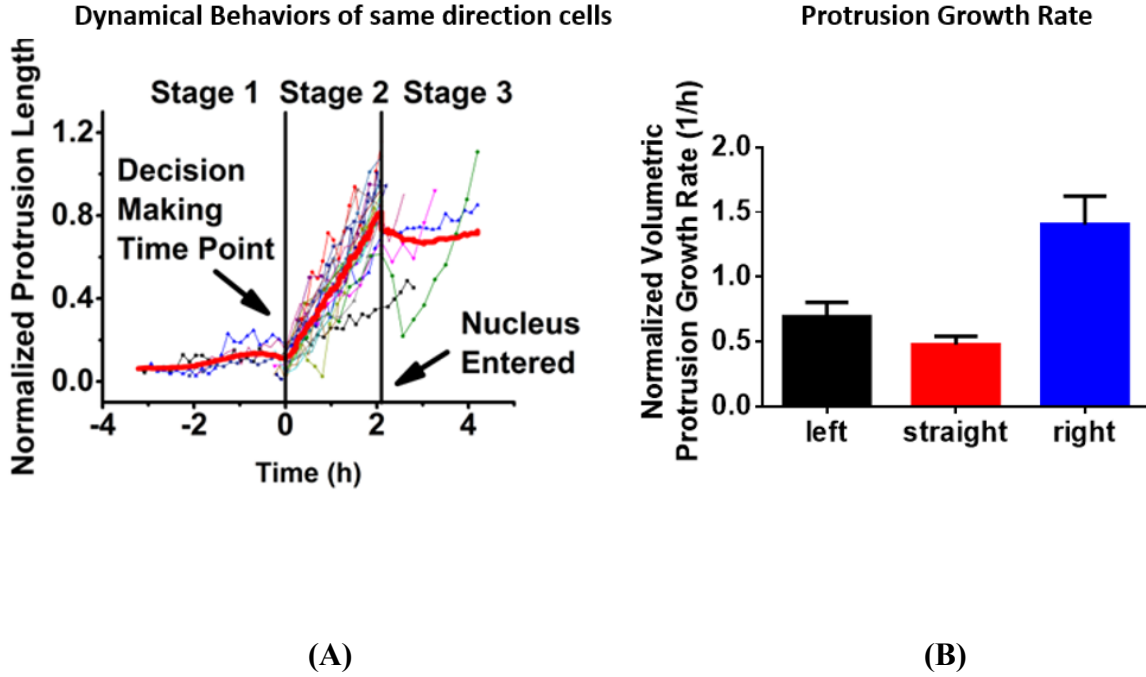 Dynamical Behaviors of same direction cells
Normalized Protrusion Length
Stage 1 Stage 2 Stage 3
1.2
0.8
0.4
0.0
Decision
Making
Time Point
Nucleus
Entered
-4 -2 0 2 4
Time (h)
(A)
Protrusion Growth Rate
Normalized Volumetric
Protrusion Growth Rate (1/h)
2.0
1.5
1.0
0.5
0.0
left straight right
(B)